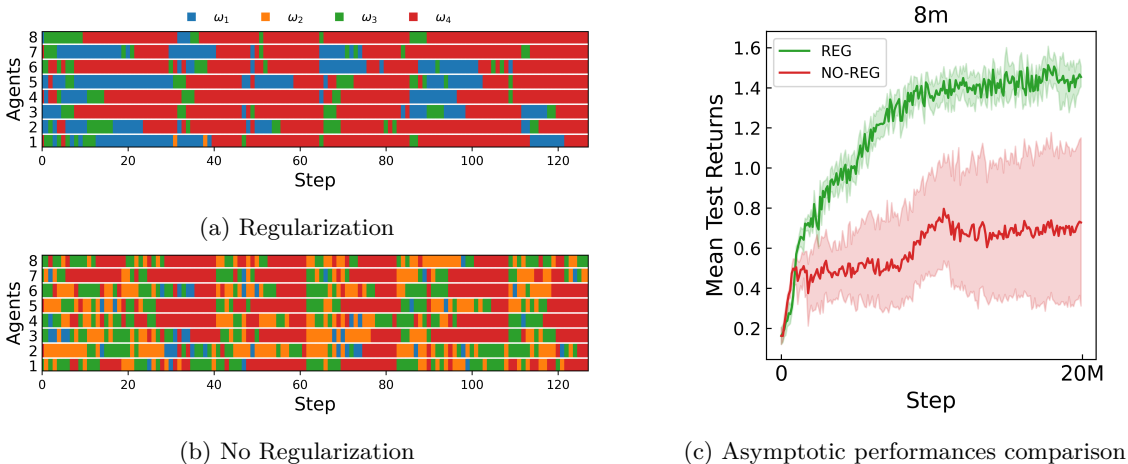 ω₁ ω₂ ω₃ ω₄
Agents
8
7
6
5
4
3
2
1
0 20 40 60 80 100 120
Step
(a) Regularization
Agents
8
7
6
5
4
3
2
1
0 20 40 60 80 100 120
Step
(b) No Regularization
8m
REG
NO-REG
Mean Test Returns
1.6
1.4
1.2
1.0
0.8
0.6
0.4
0.2
0 20M
Step
(c) Asymptotic performances comparison